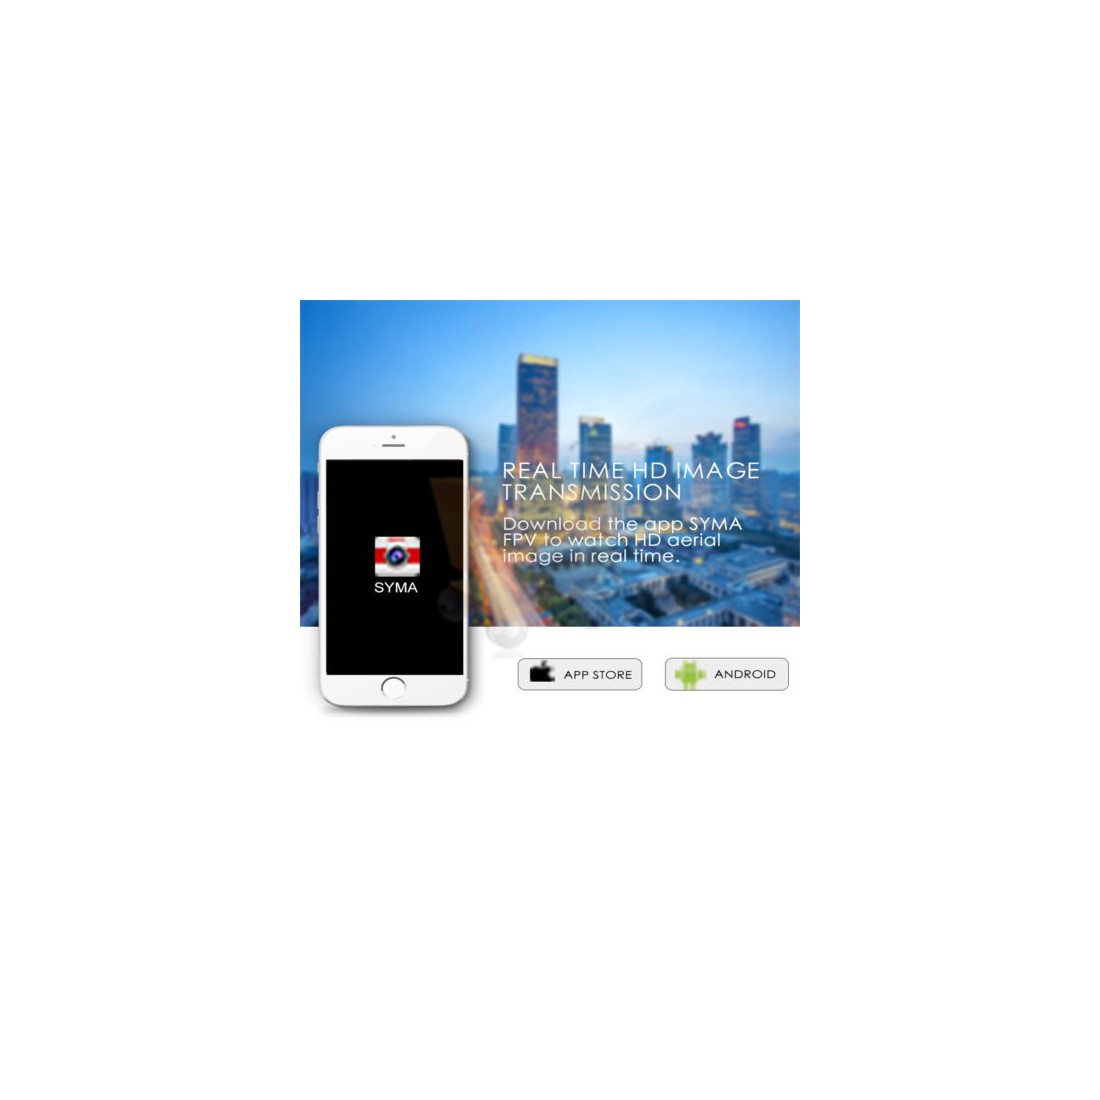 REAL TIME HD IMAGE
TRANSMISSION
Download the app SYMA
FPV to watch HD aerial
image in real time.
SYMA
APP STORE
ANDROID